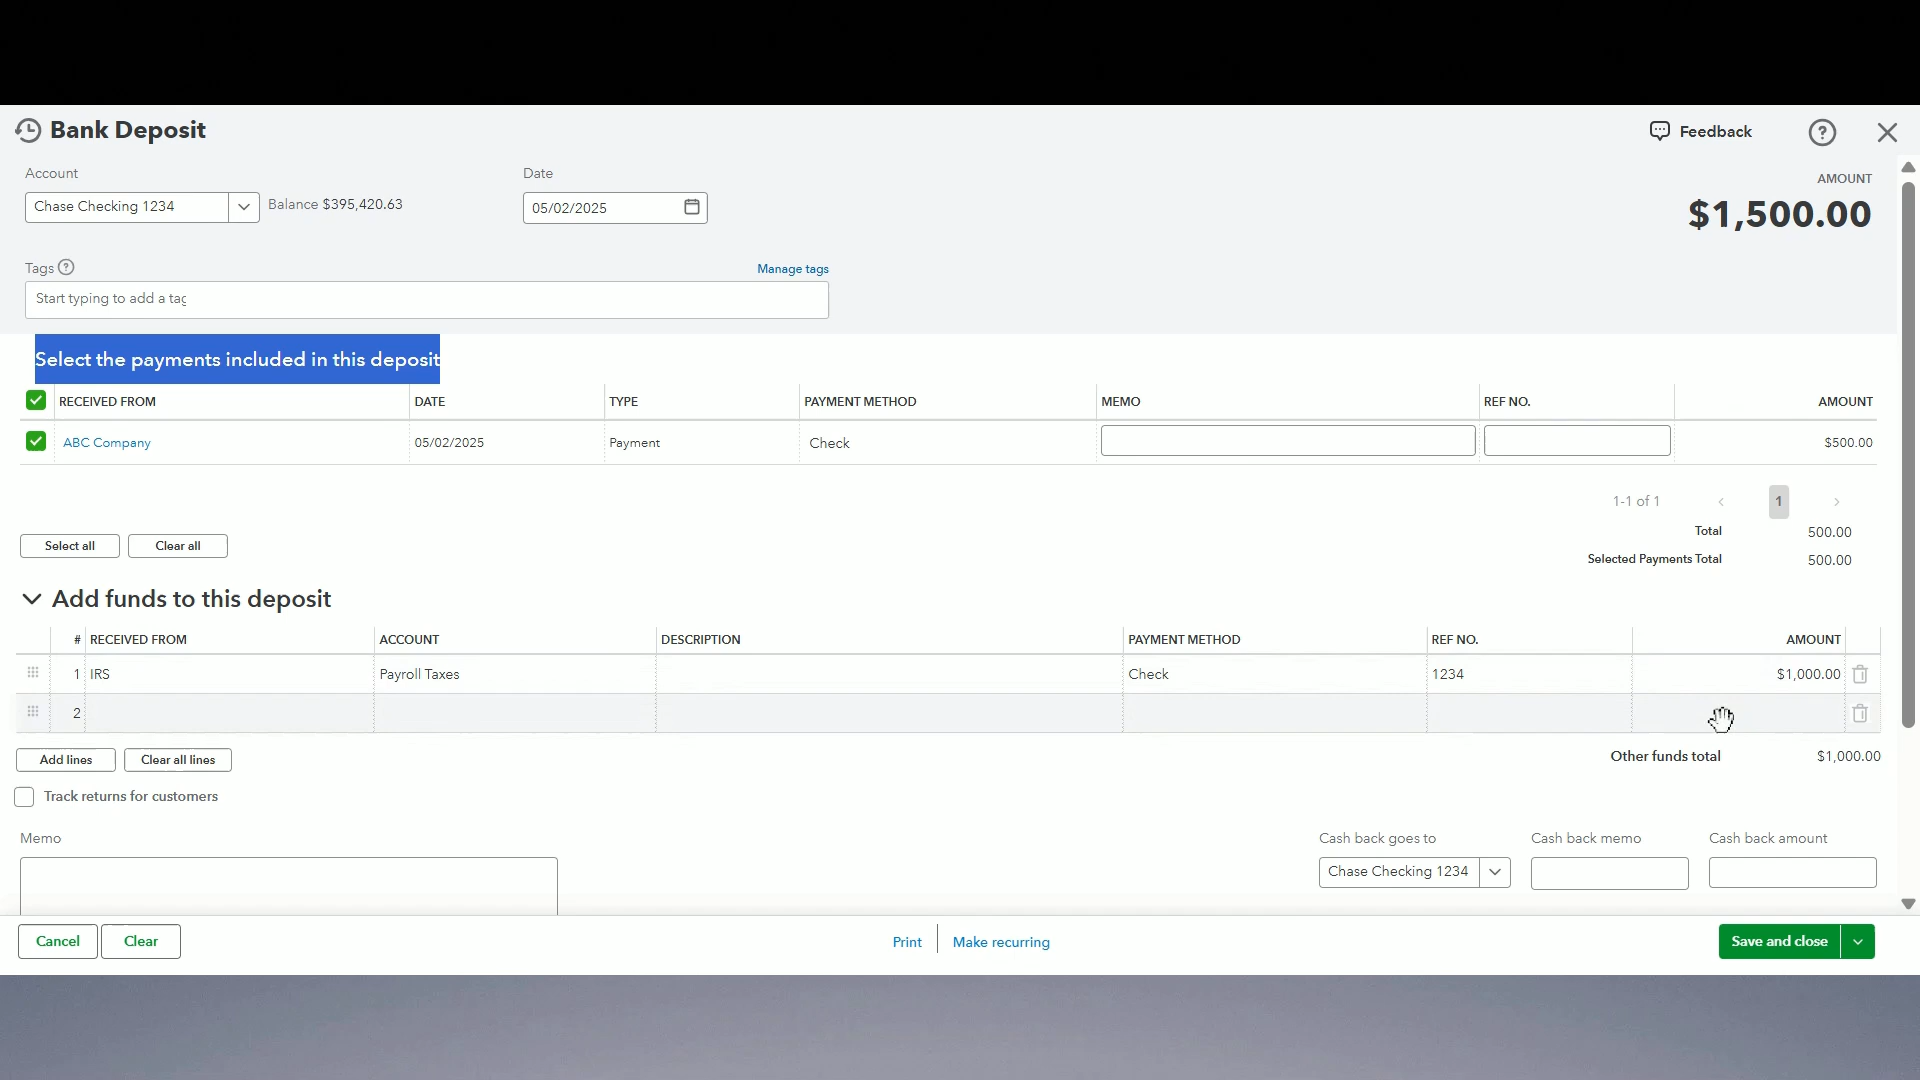 Bank Deposit
Feedback
Account
Date
AMOUNT
Chase Checking 1234
Balance $395,420.63
05/02/2025
$1,500.00
Tags
Manage tags
Start typing to add a tag
Select the payments included in this deposit
RECEIVED FROM DATE TYPE PAYMENT METHOD MEMO REF NO. AMOUNT
ABC Company 05/02/2025 Payment Check $500.00
1-1 of 1 < 1 >
Total 500.00
Select all Clear all
Selected Payments Total 500.00
Add funds to this deposit
# RECEIVED FROM ACCOUNT DESCRIPTION PAYMENT METHOD REF NO. AMOUNT
1 IRS Payroll Taxes Check 1234 $1,000.00
2
Add lines Clear all lines
Other funds total $1,000.00
Track returns for customers
Memo
Cash back goes to Cash back memo Cash back amount
Chase Checking 1234
Cancel Clear Print Make recurring Save and close